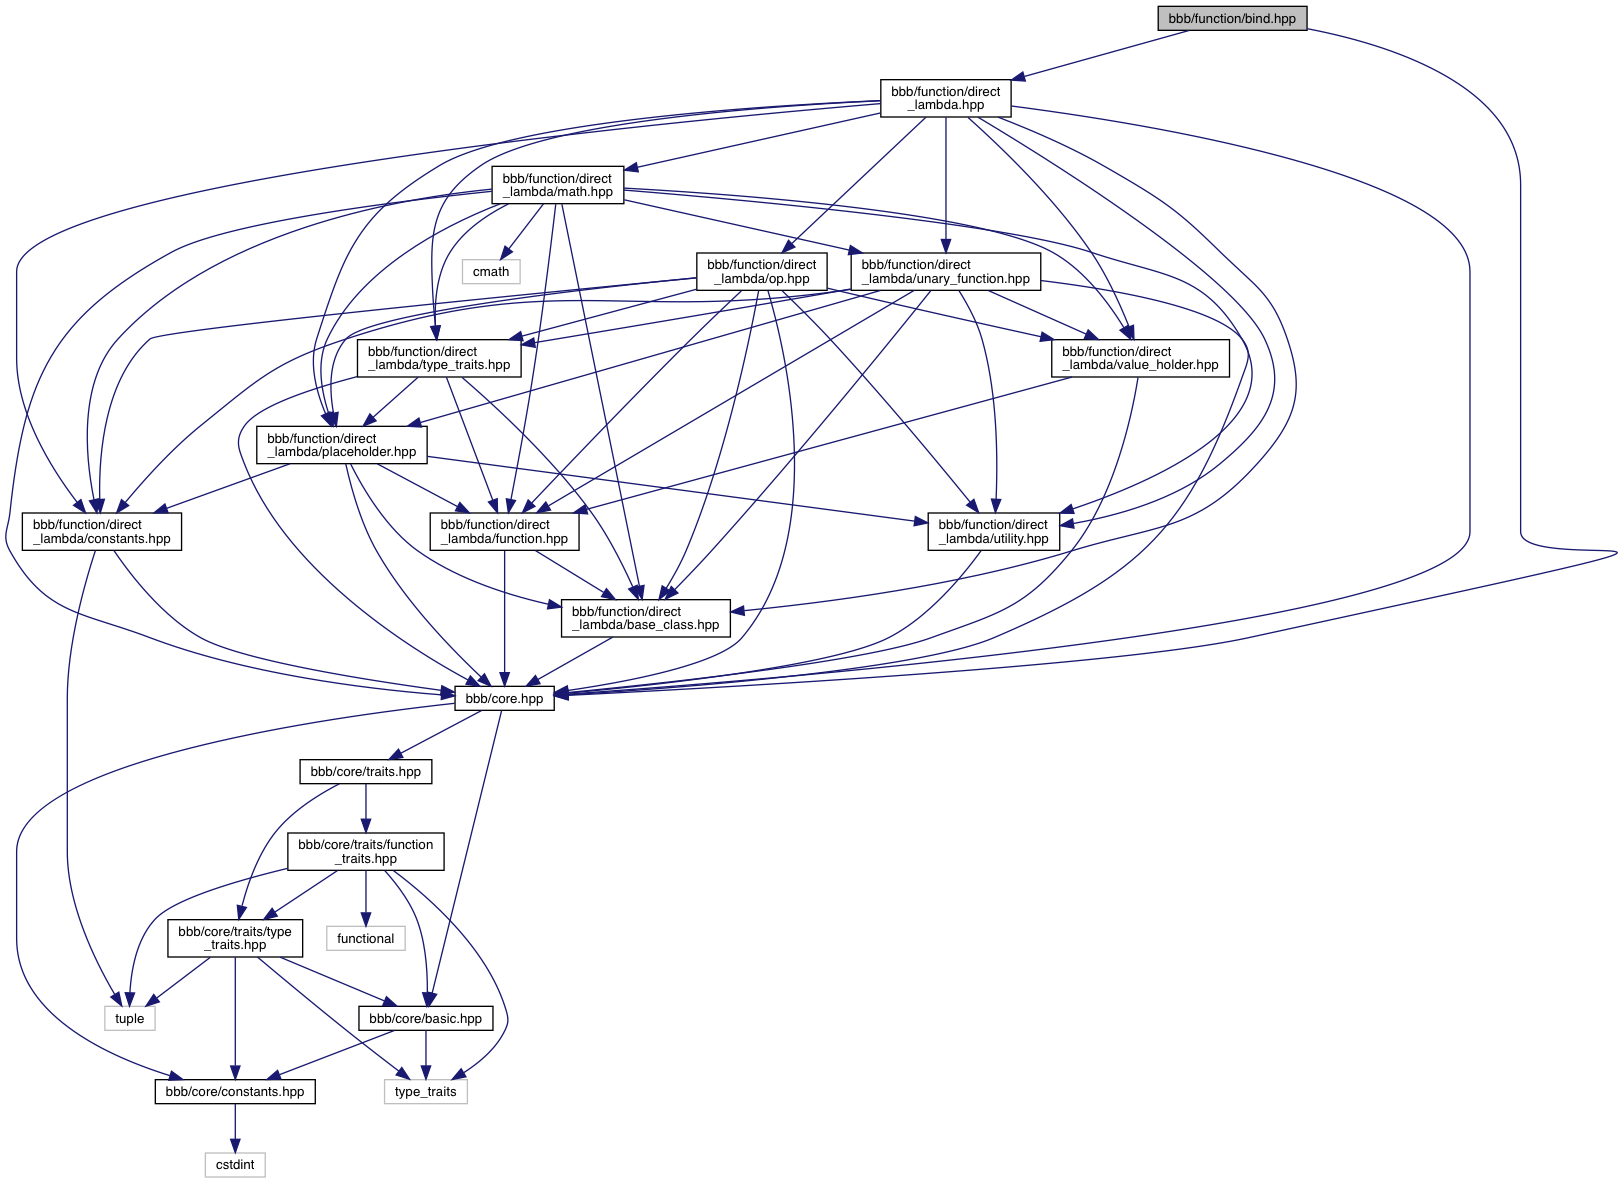 bbb/function/bind.hpp
bbb/function/direct
_lambda.hpp
bbb/function/direct
_lambda/math.hpp
cmath
bbb/function/direct
_lambda/op.hpp
bbb/function/direct
_lambda/unary_function.hpp
bbb/function/direct
_lambda/type_traits.hpp
bbb/function/direct
_lambda/value_holder.hpp
bbb/function/direct
_lambda/placeholder.hpp
bbb/function/direct
_lambda/constants.hpp
bbb/function/direct
_lambda/function.hpp
bbb/function/direct
_lambda/utility.hpp
bbb/function/direct
_lambda/base_class.hpp
bbb/core.hpp
bbb/core/traits.hpp
bbb/core/traits/function
_traits.hpp
bbb/core/traits/type
_traits.hpp
functional
tuple
bbb/core/basic.hpp
bbb/core/constants.hpp
type_traits
cstdint